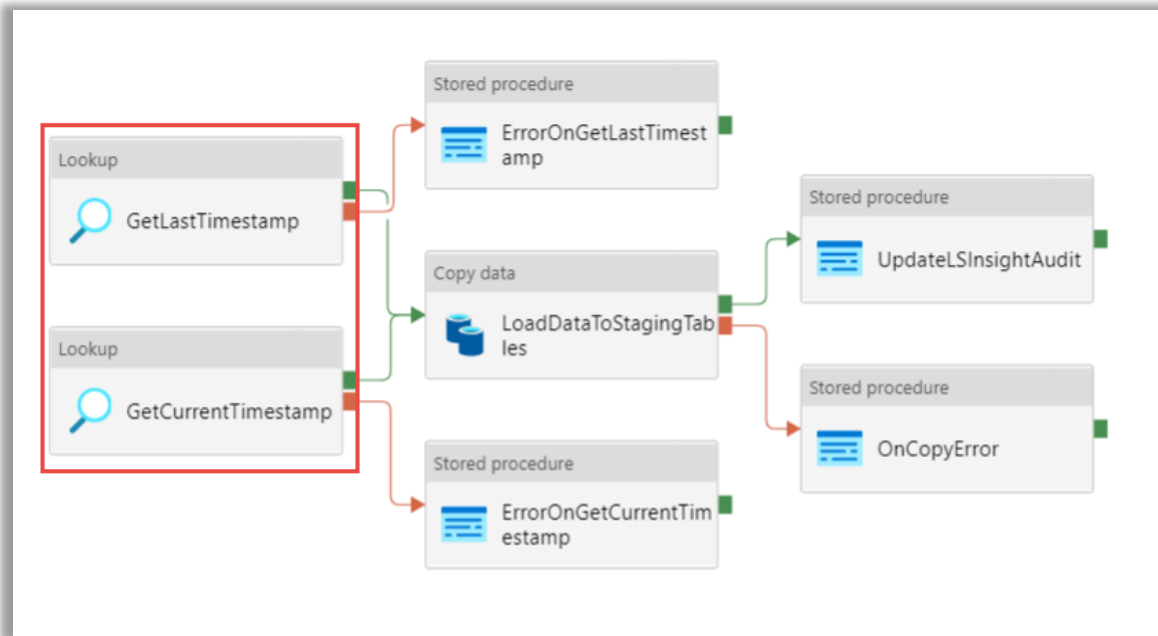 Lookup
GetLastTimestamp
Lookup
GetCurrentTimestamp
Stored procedure
ErrorOnGetLastTimest
amp
Copy data
LoadDataToStagingTab
les
Stored procedure
ErrorOnGetCurrentTim
estamp
Stored procedure
UpdateLSInsightAudit
Stored procedure
OnCopyError